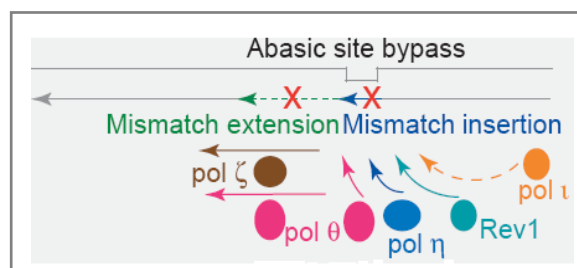 Abasic site bypass
X X
Mismatch extension Mismatch insertion
pol ζ
pol ι
pol θ
Rev1
pol η